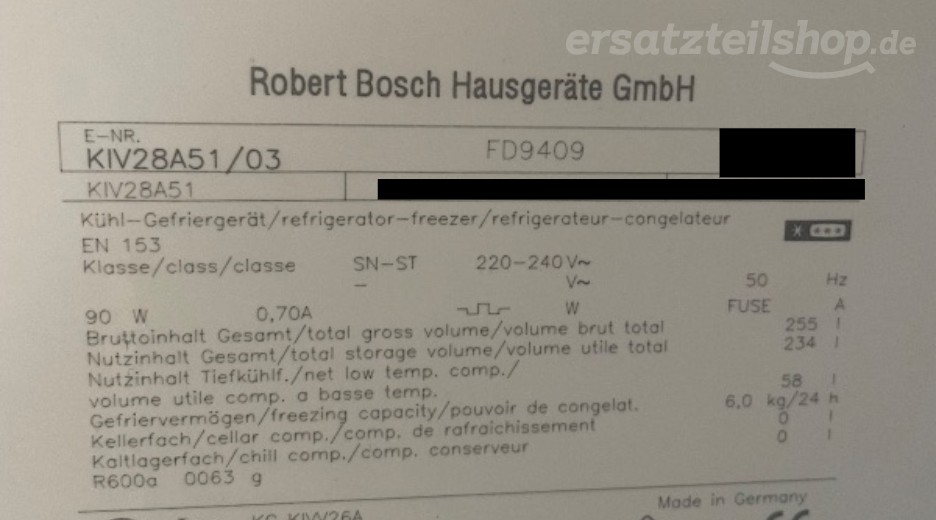 ersatzteilshop.de
Robert Bosch Hausgeräte GmbH
E-NR.
KIV28A51/03 FD9409
KIV28A51
Kühl-Gefriergerät/refrigerator-freezer/refrigerateur-congelateur
EN 153
Klasse/class/classe SN-ST 220-240 V~
– V~ 50 Hz
90 W 0,70A W FUSE A
Bruttoinhalt Gesamt/total gross volume/volume brut total 255 l
Nutzinhalt Gesamt/total storage volume/volume utile total 234 l
Nutzinhalt Tiefkühlf./net low temp. comp./
volume utile comp. a basse temp. 58 l
Gefriervermögen/freezing capacity/pouvoir de congelat. 6,0 kg/24 h
Kellerfach/cellar comp./comp. de rafraichissement 0 l
Kaltlagerfach/chill comp./comp. conserveur 0 l
R600a 0063 g
Made in Germany